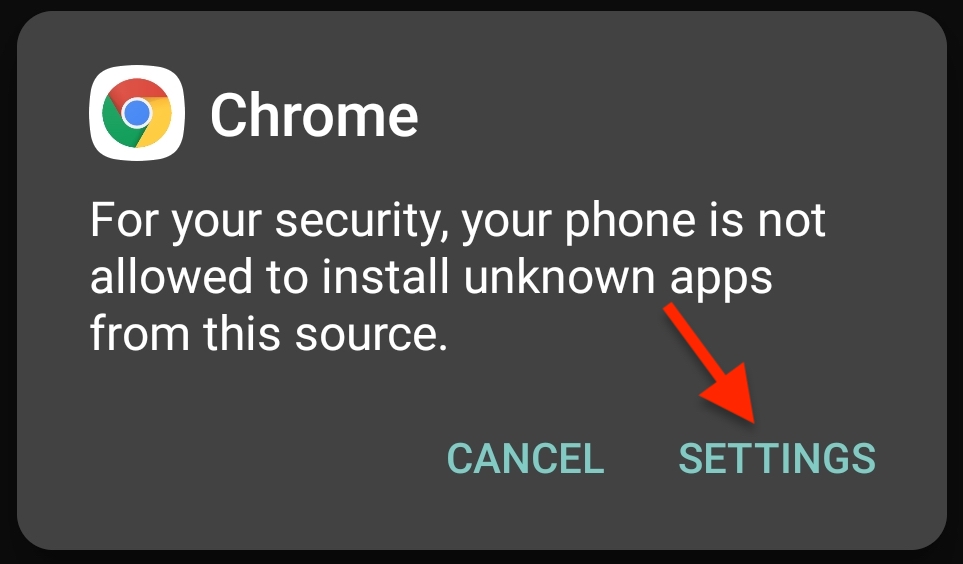 Chrome
For your security, your phone is not
allowed to install unknown apps
from this source.
CANCEL SETTINGS